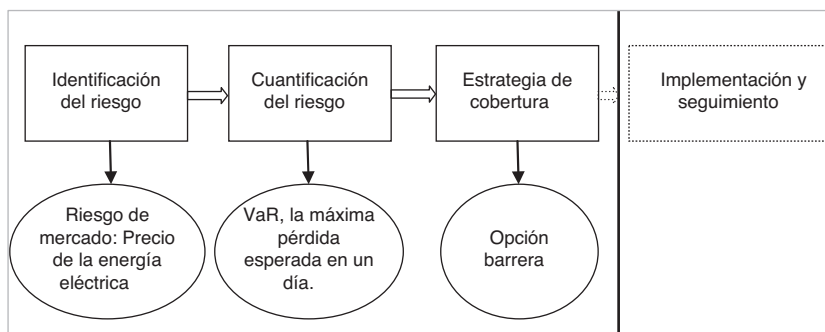 Identificación
del riesgo
Cuantificación
del riesgo
Estrategia de
cobertura
Implementación y
seguimiento
Riesgo de
mercado: Precio
de la energía
eléctrica
VaR, la máxima
pérdida
esperada en un
día.
Opción
barrera